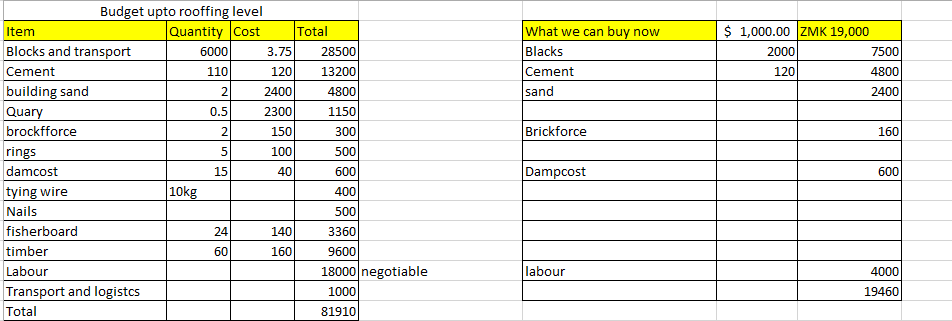 Budget upto rooffing level
Item Quantity Cost Total What we can buy now $ 1,000.00 ZMK 19,000
Blocks and transport 6000 3.75 28500 Blacks 2000 7500
Cement 110 120 13200 Cement 120 4800
building sand 2 2400 4800 sand 2400
Quary 0.5 2300 1150
brockfforce 2 150 300 Brickforce 160
rings 5 100 500
damcost 15 40 600 Dampcost 600
tying wire 10kg 400
Nails 500
fisherboard 24 140 3360
timber 60 160 9600
Labour 18000 negotiable labour 4000
Transport and logistcs 1000 19460
Total 81910